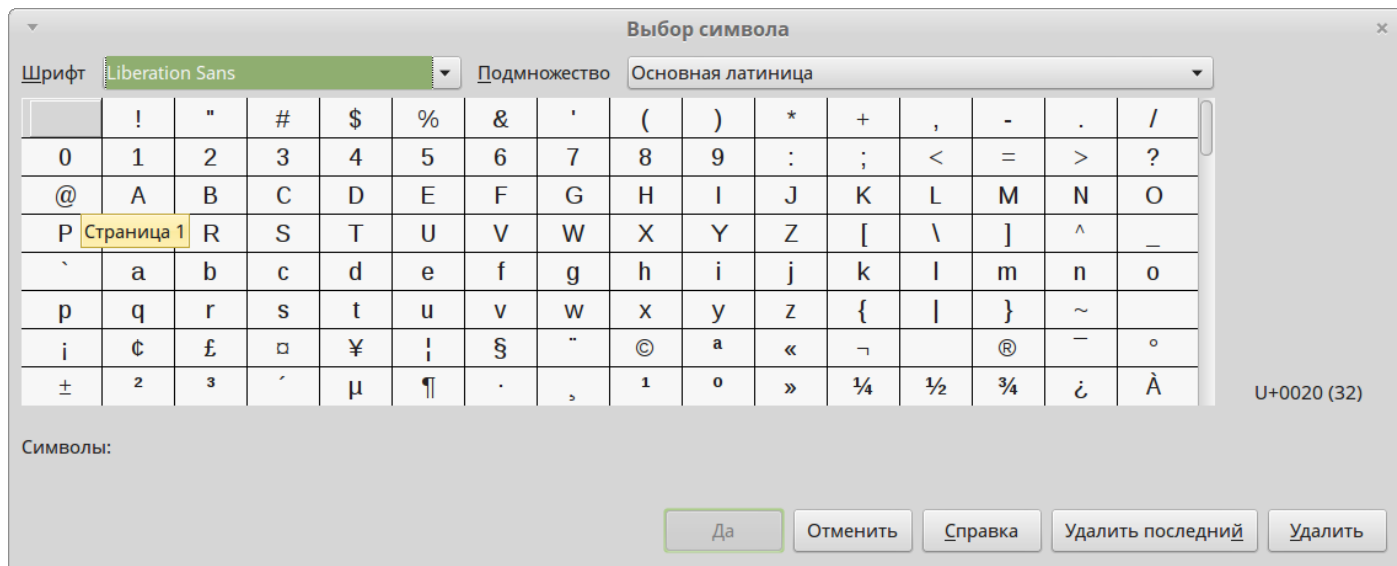 Выбор символа
Шрифт Liberation Sans Подмножество Основная латиница
! " # $ % & ' ( ) * + , - . /
0 1 2 3 4 5 6 7 8 9 : ; < = > ?
@ A B C D E F G H I J K L M N O
P Страница 1 R S T U V W X Y Z [ \ ] ^ _
` a b c d e f g h i j k l m n o
p q r s t u v w x y z { | } ~
¡ ¢ £ ¤ ¥ ¦ § ¨ © ª « ¬ ® ¯ °
± ² ³ ´ µ ¶ · ¸ ¹ º » ¼ ½ ¾ ¿ À
U+0020 (32)
Символы:
Да Отменить Справка Удалить последний Удалить